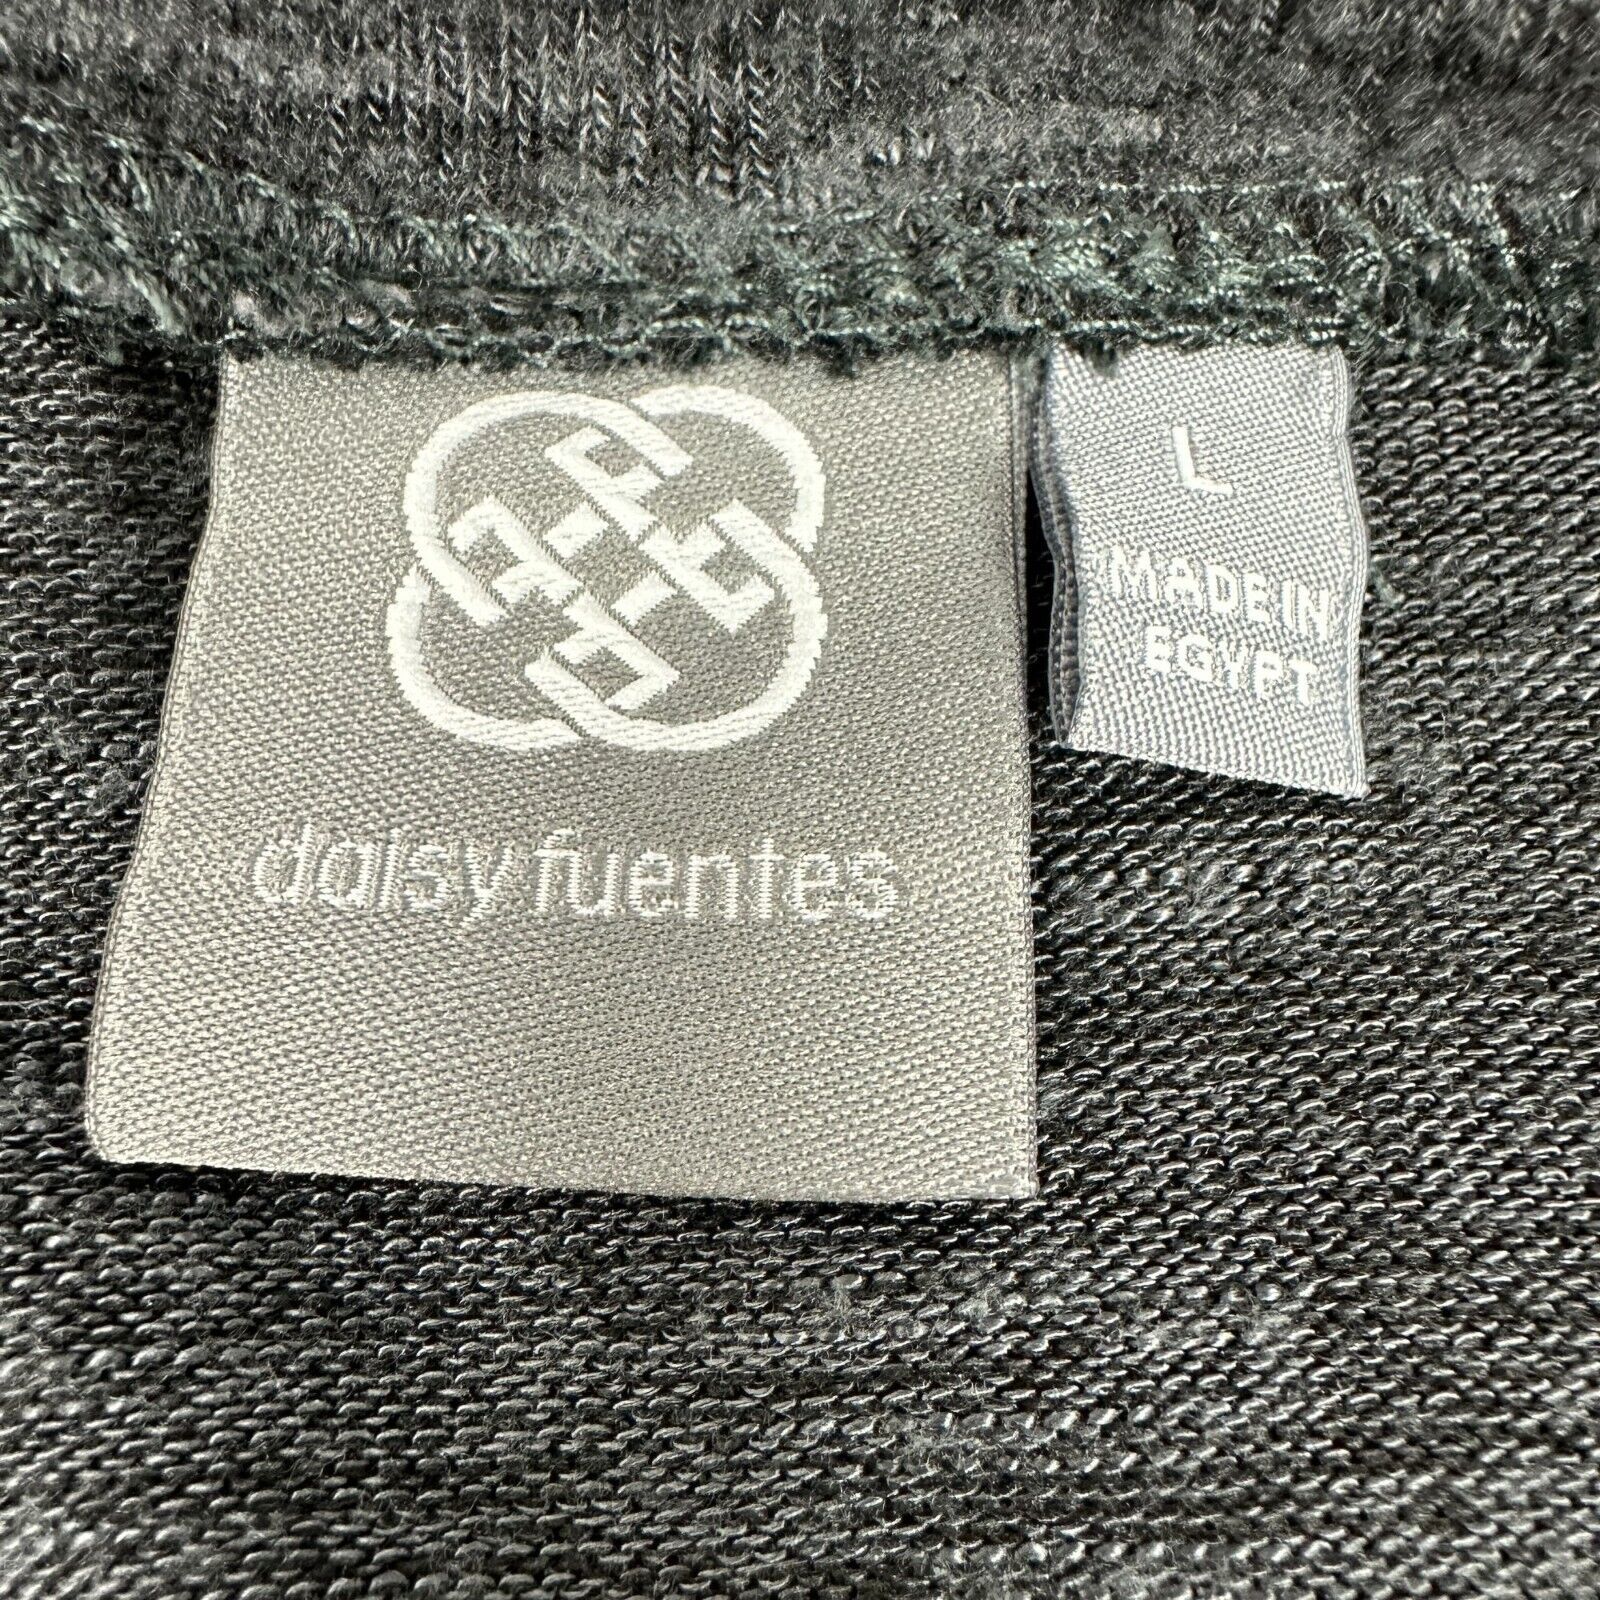 daisy fuentes
L
MADE IN
EGYPT